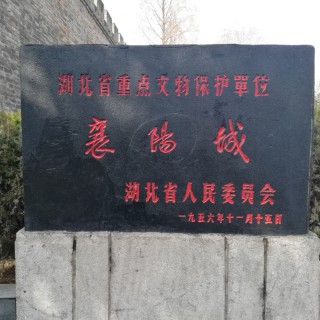 湖北省重点文物保护單位
襄陽城
湖北省人民委员会
一九五六年十一月十五日